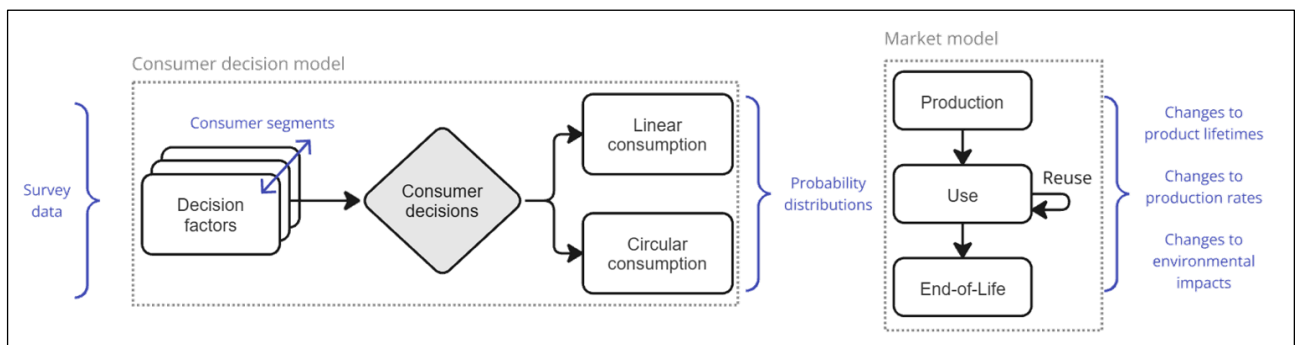 Consumer decision model
Survey
data
Consumer segments
Decision
factors
Consumer
decisions
Linear
consumption
Circular
consumption
Probability
distributions
Market model
Production
Use
Reuse
End-of-Life
Changes to
product lifetimes
Changes to
production rates
Changes to
environmental
impacts